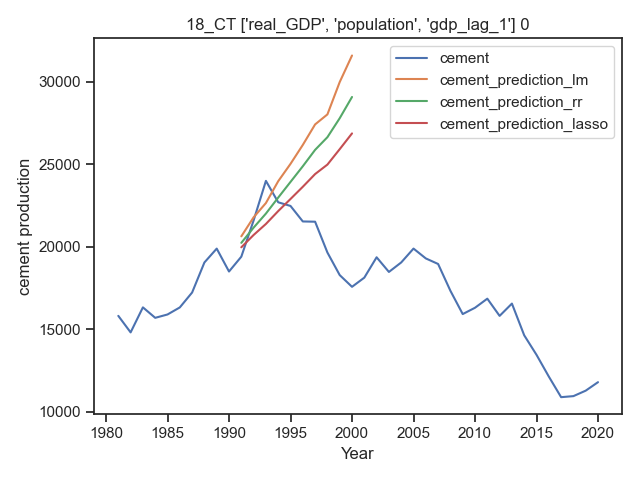 18_CT ['real_GDP', 'population', 'gdp_lag_1'] 0
cement
cement_prediction_lm
cement_prediction_rr
cement_prediction_lasso
cement production
30000
25000
20000
15000
10000
1980 1985 1990 1995 2000 2005 2010 2015 2020
Year